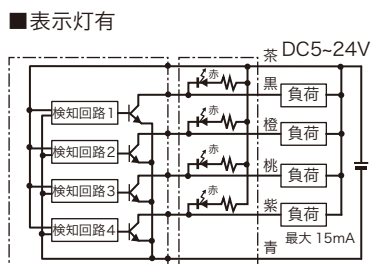 ■表示灯有
茶 DC5~24V
赤
黒
負荷
検知回路1
赤
橙
負荷
検知回路2
赤
桃
負荷
検知回路3
赤
紫
負荷
検知回路4
最大 15mA
青